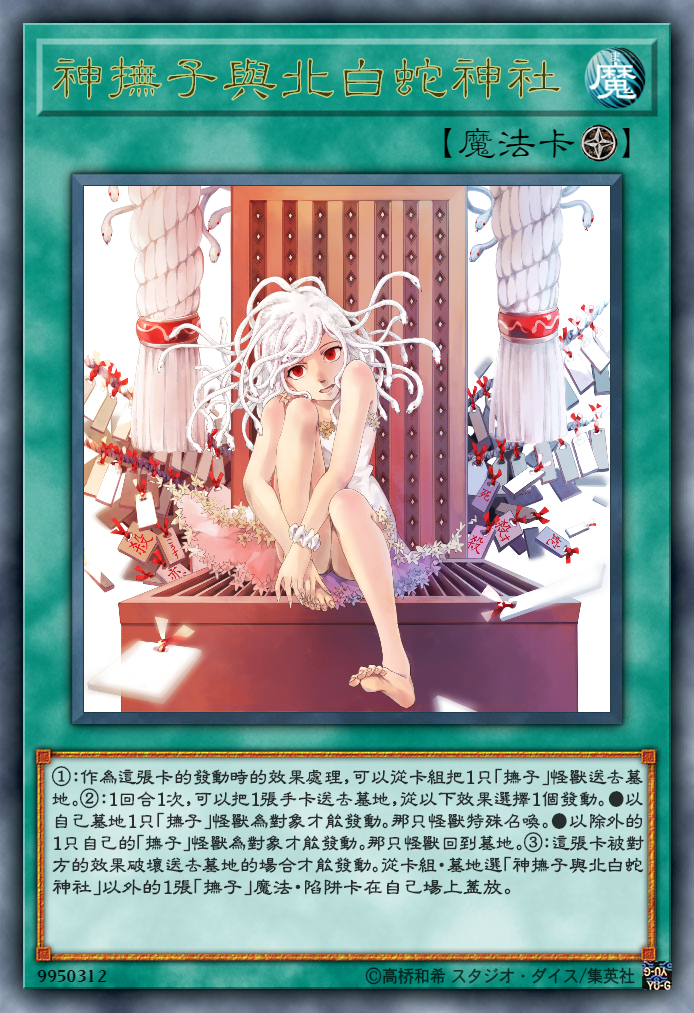 神撫子與北白蛇神社
魔
【魔法卡】
①:作為這張卡的發動時的效果處理,可以從卡組把1只「撫子」怪獸送去墓
地。②:1回合1次,可以把1張手卡送去墓地,從以下效果選擇1個發動。●以
自己墓地1只「撫子」怪獸為對象才能發動。那只怪獸特殊召喚。●以除外的
1只自己的「撫子」怪獸為對象才能發動。那只怪獸回到墓地。③:這張卡被對
方的效果破壞送去墓地的場合才能發動。從卡組·墓地選「神撫子與北白蛇
神社」以外的1張「撫子」魔法·陷阱卡在自己場上蓋放。
9950312
©高桥和希 スタジオ・ダイス/集英社